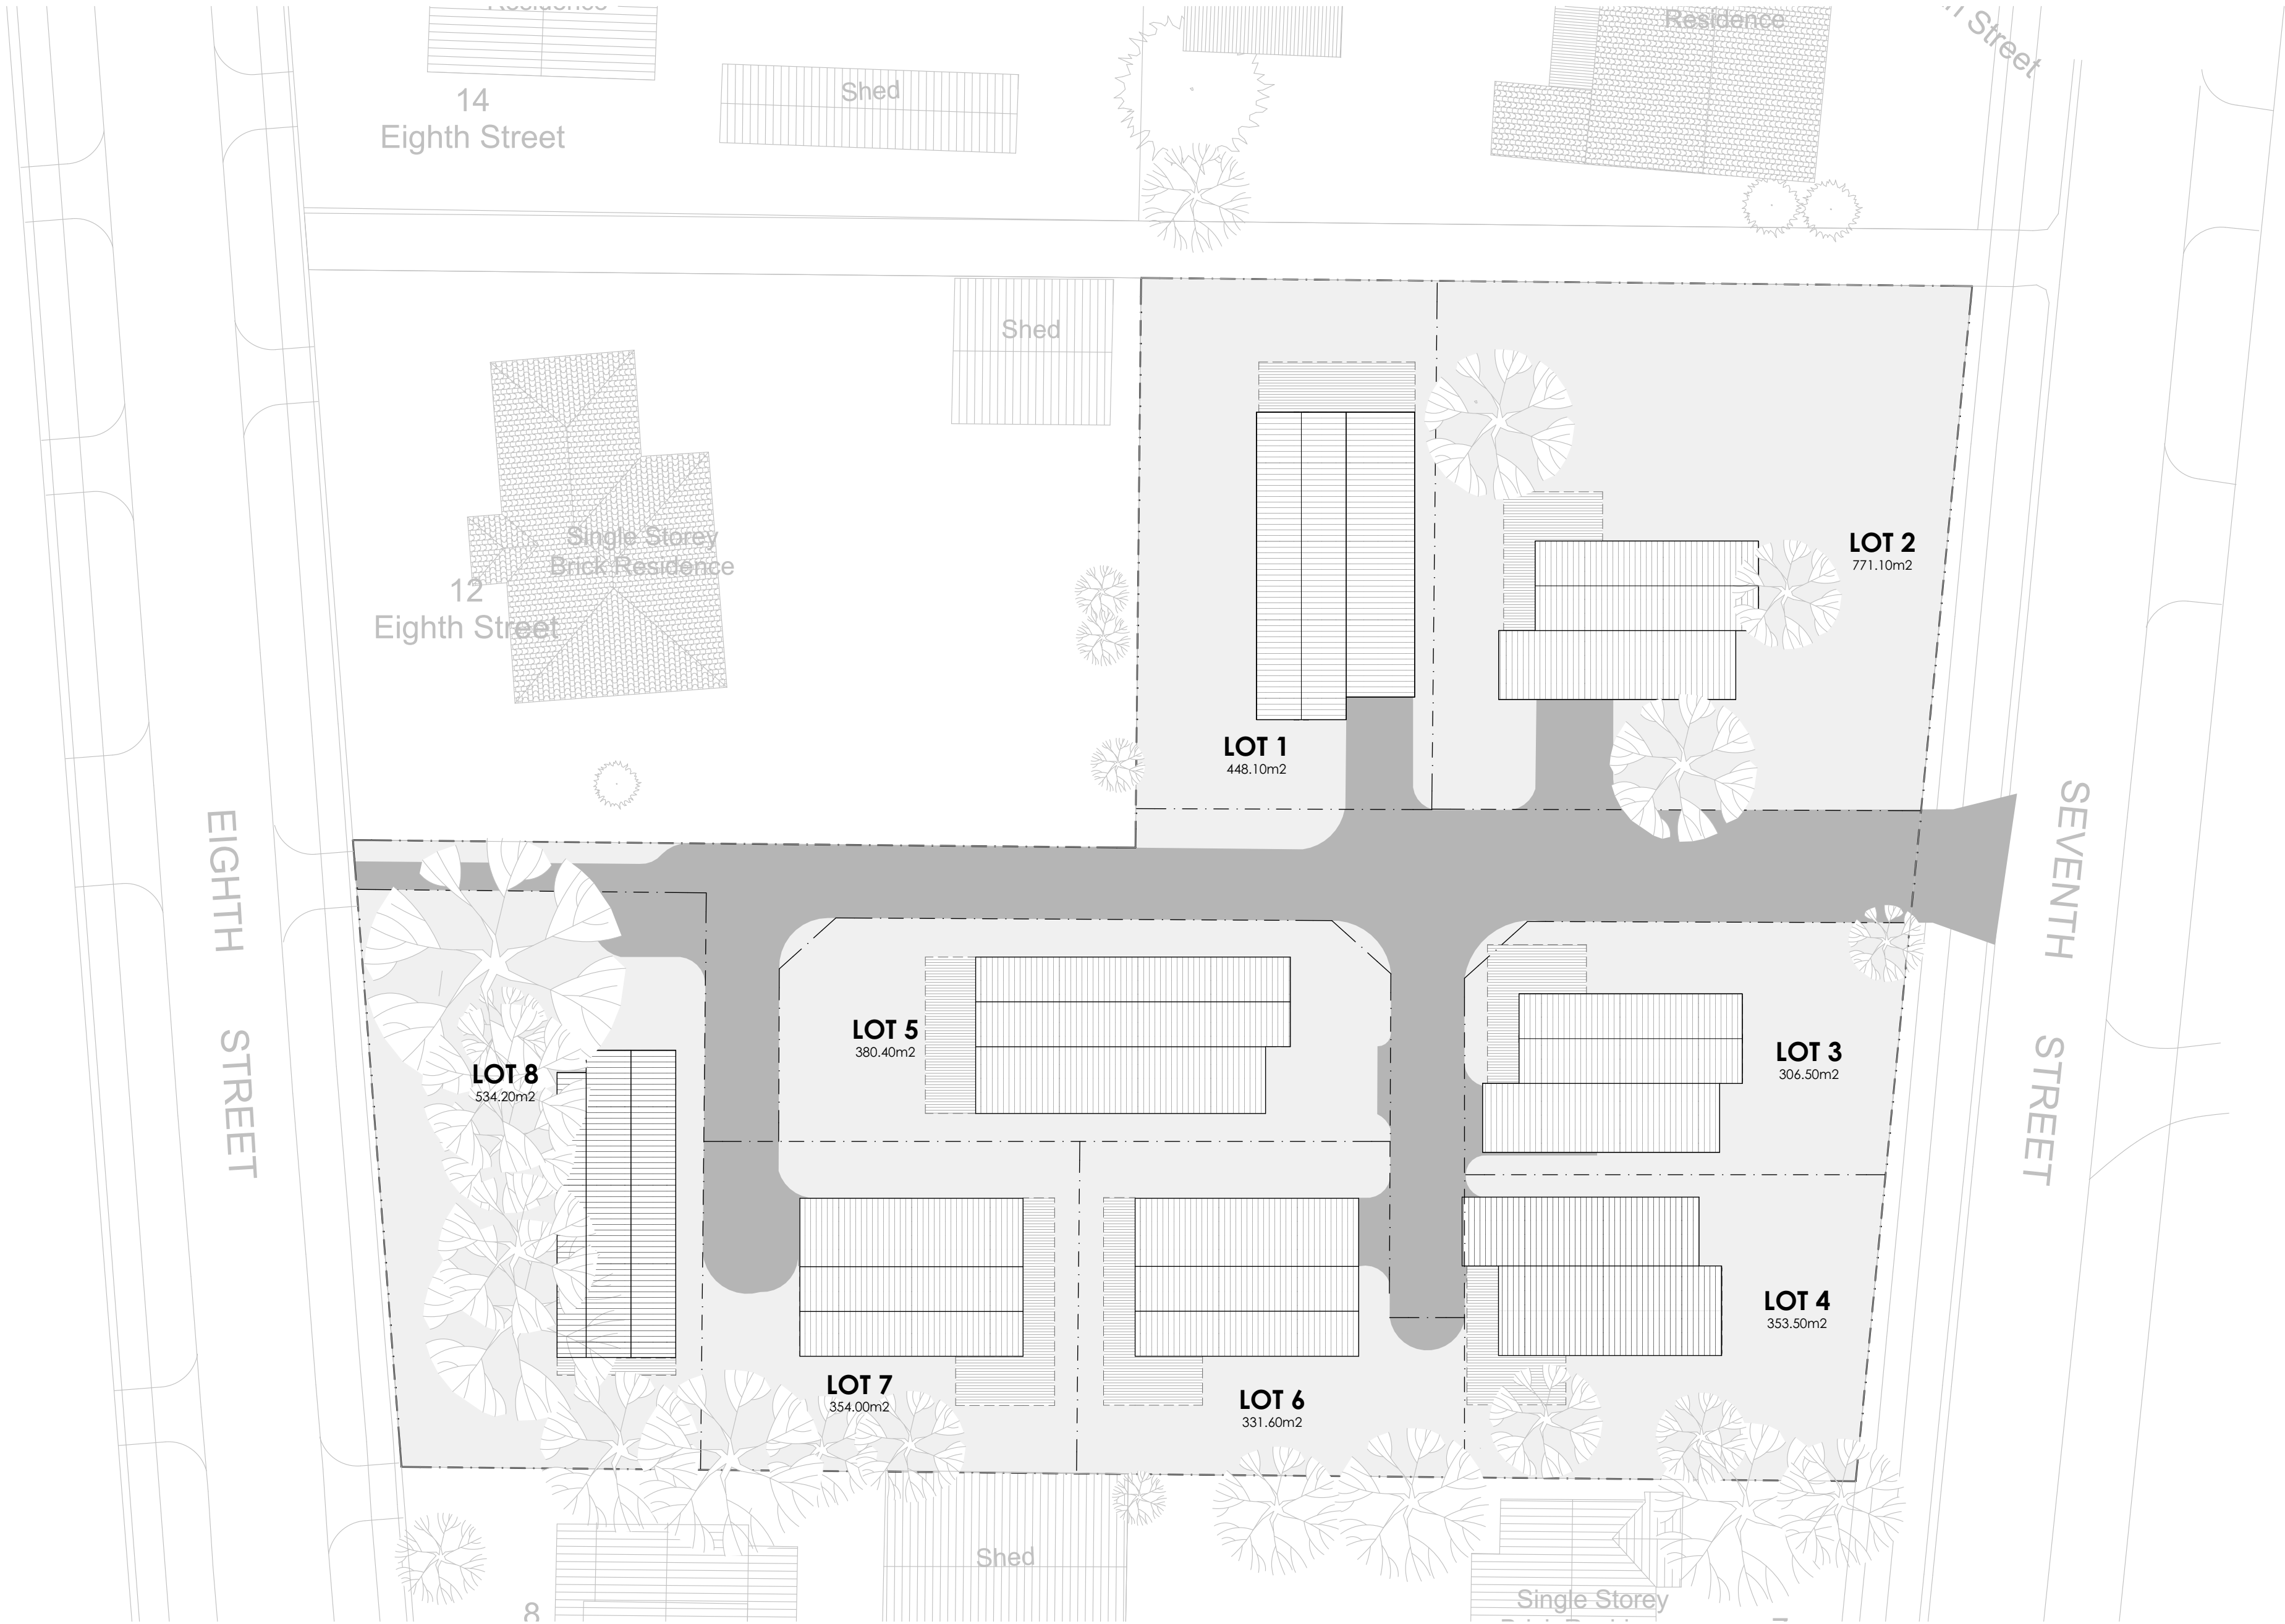 Residence
Residence
h Street
14
Eighth Street
Shed
Shed
Single Storey
Brick Residence
12
Eighth Street
LOT 2
771.10m2
LOT 1
448.10m2
EIGHTH STREET
SEVENTH STREET
LOT 5
380.40m2
LOT 3
306.50m2
LOT 8
534.20m2
LOT 4
353.50m2
LOT 7
354.00m2
LOT 6
331.60m2
Shed
Single Storey
8